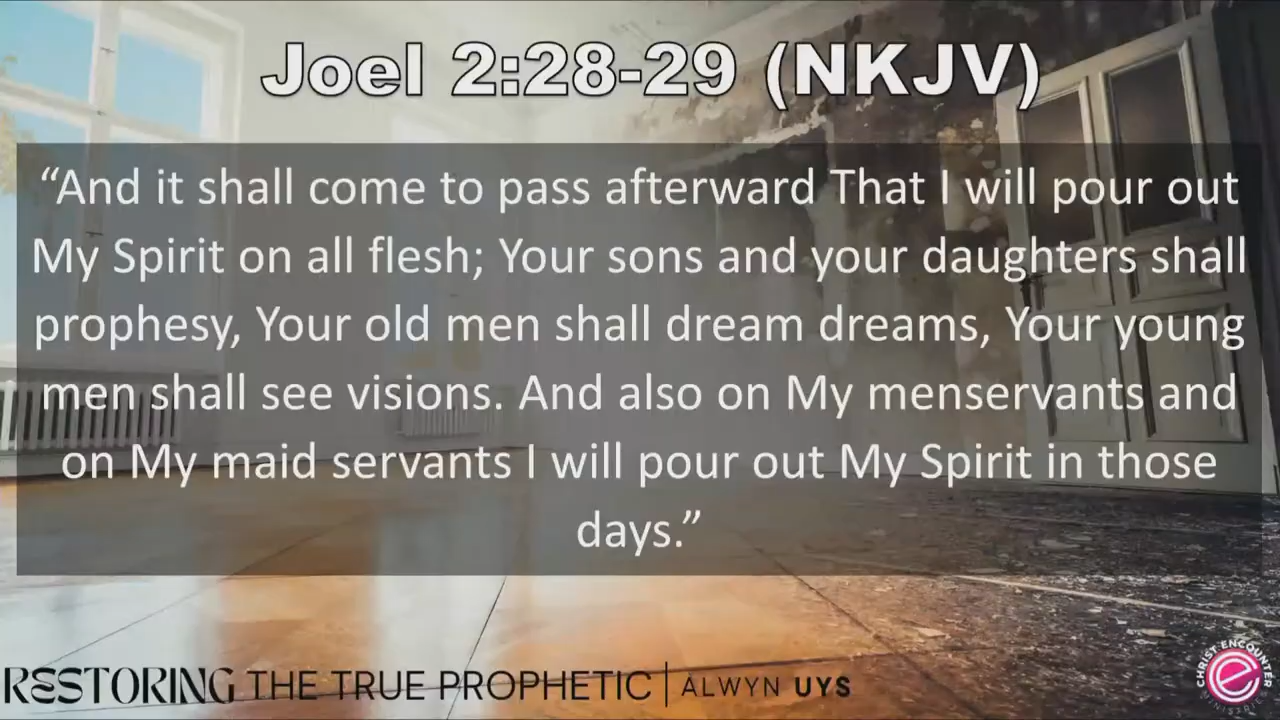 Joel 2:28-29 (NKJV)
“And it shall come to pass afterward That I will pour out
My Spirit on all flesh; Your sons and your daughters shall
prophesy, Your old men shall dream dreams, Your young
men shall see visions. And also on My menservants and
on My maid servants I will pour out My Spirit in those
days.”
RESTORING THE TRUE PROPHETIC | ALWYN UYS
CHRIST ENCOUNTER
MINISTRIES